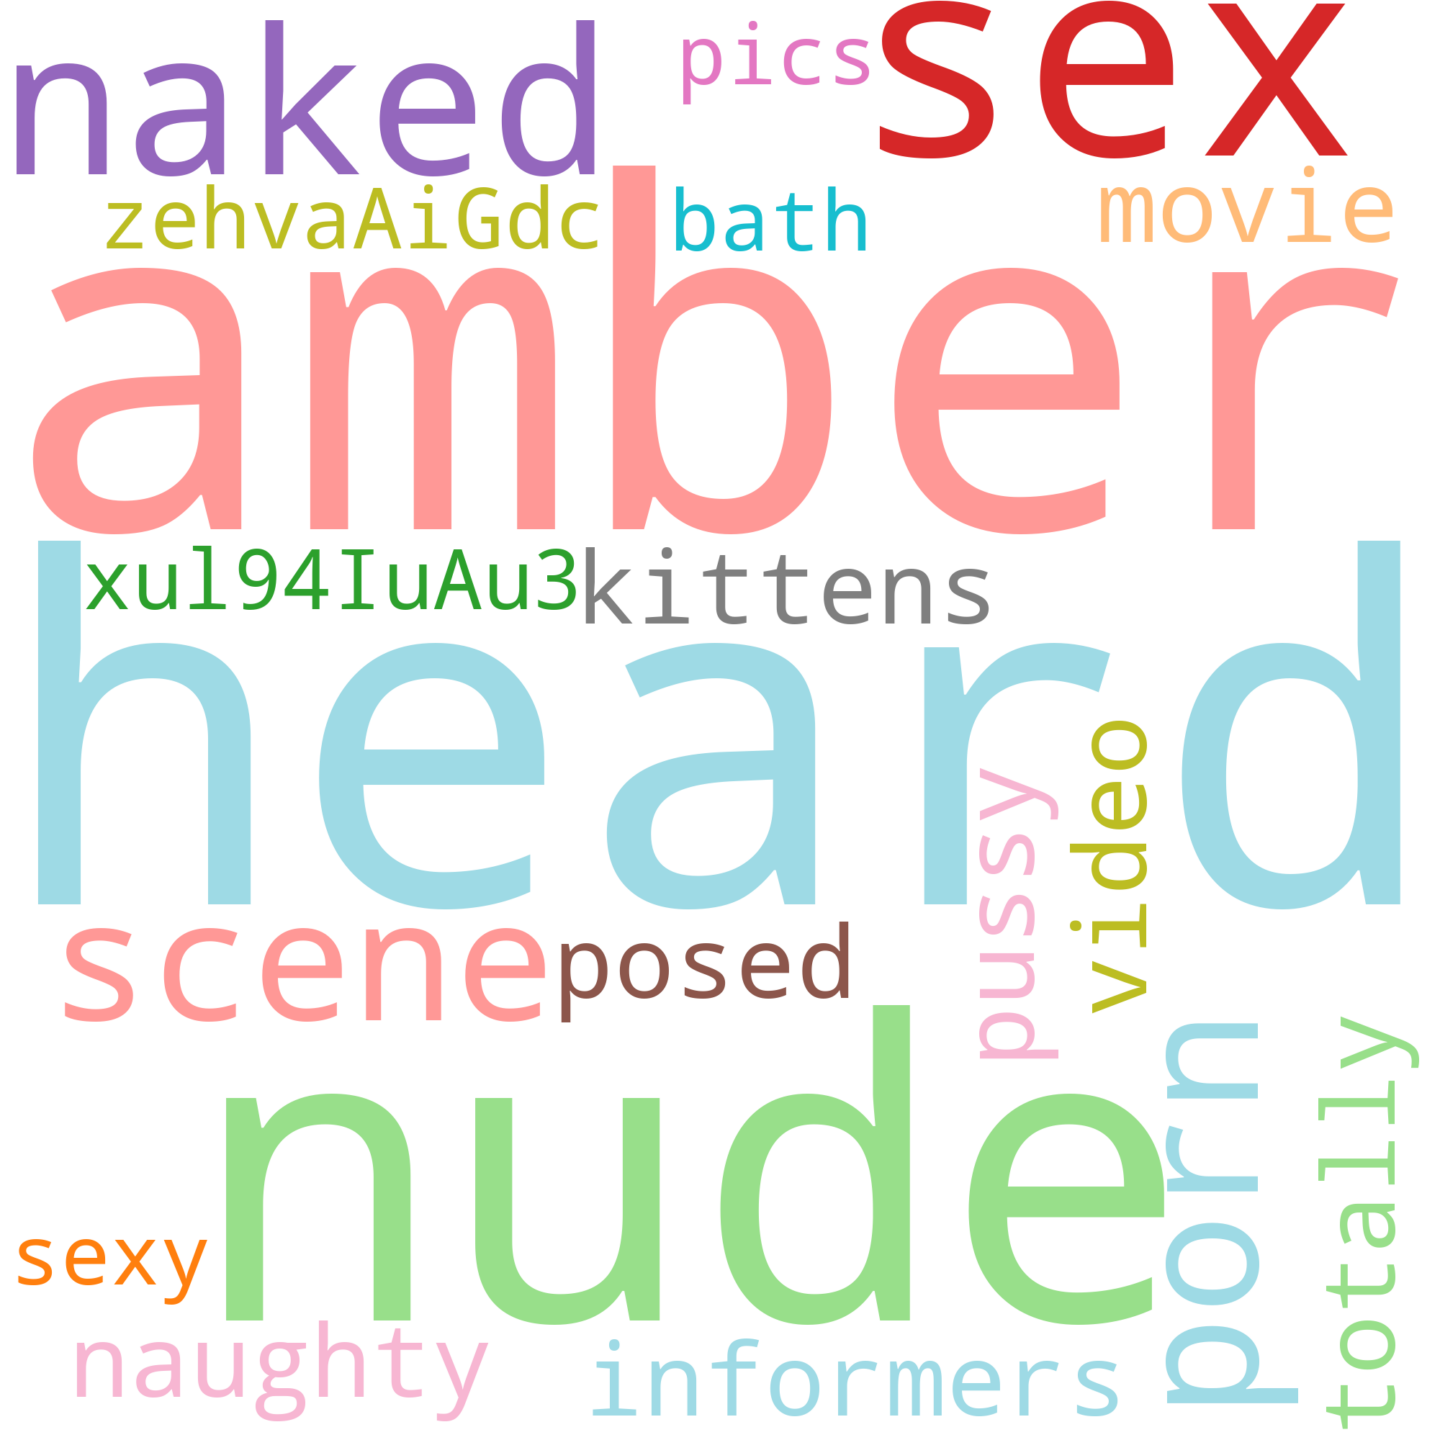 naked
pics
sex
zehvaAiGdc
bath
movie
amber
xul94IuAu3
kittens
heard
pussy
video
scene
posed
nude
porn
totally
sexy
naughty
informers